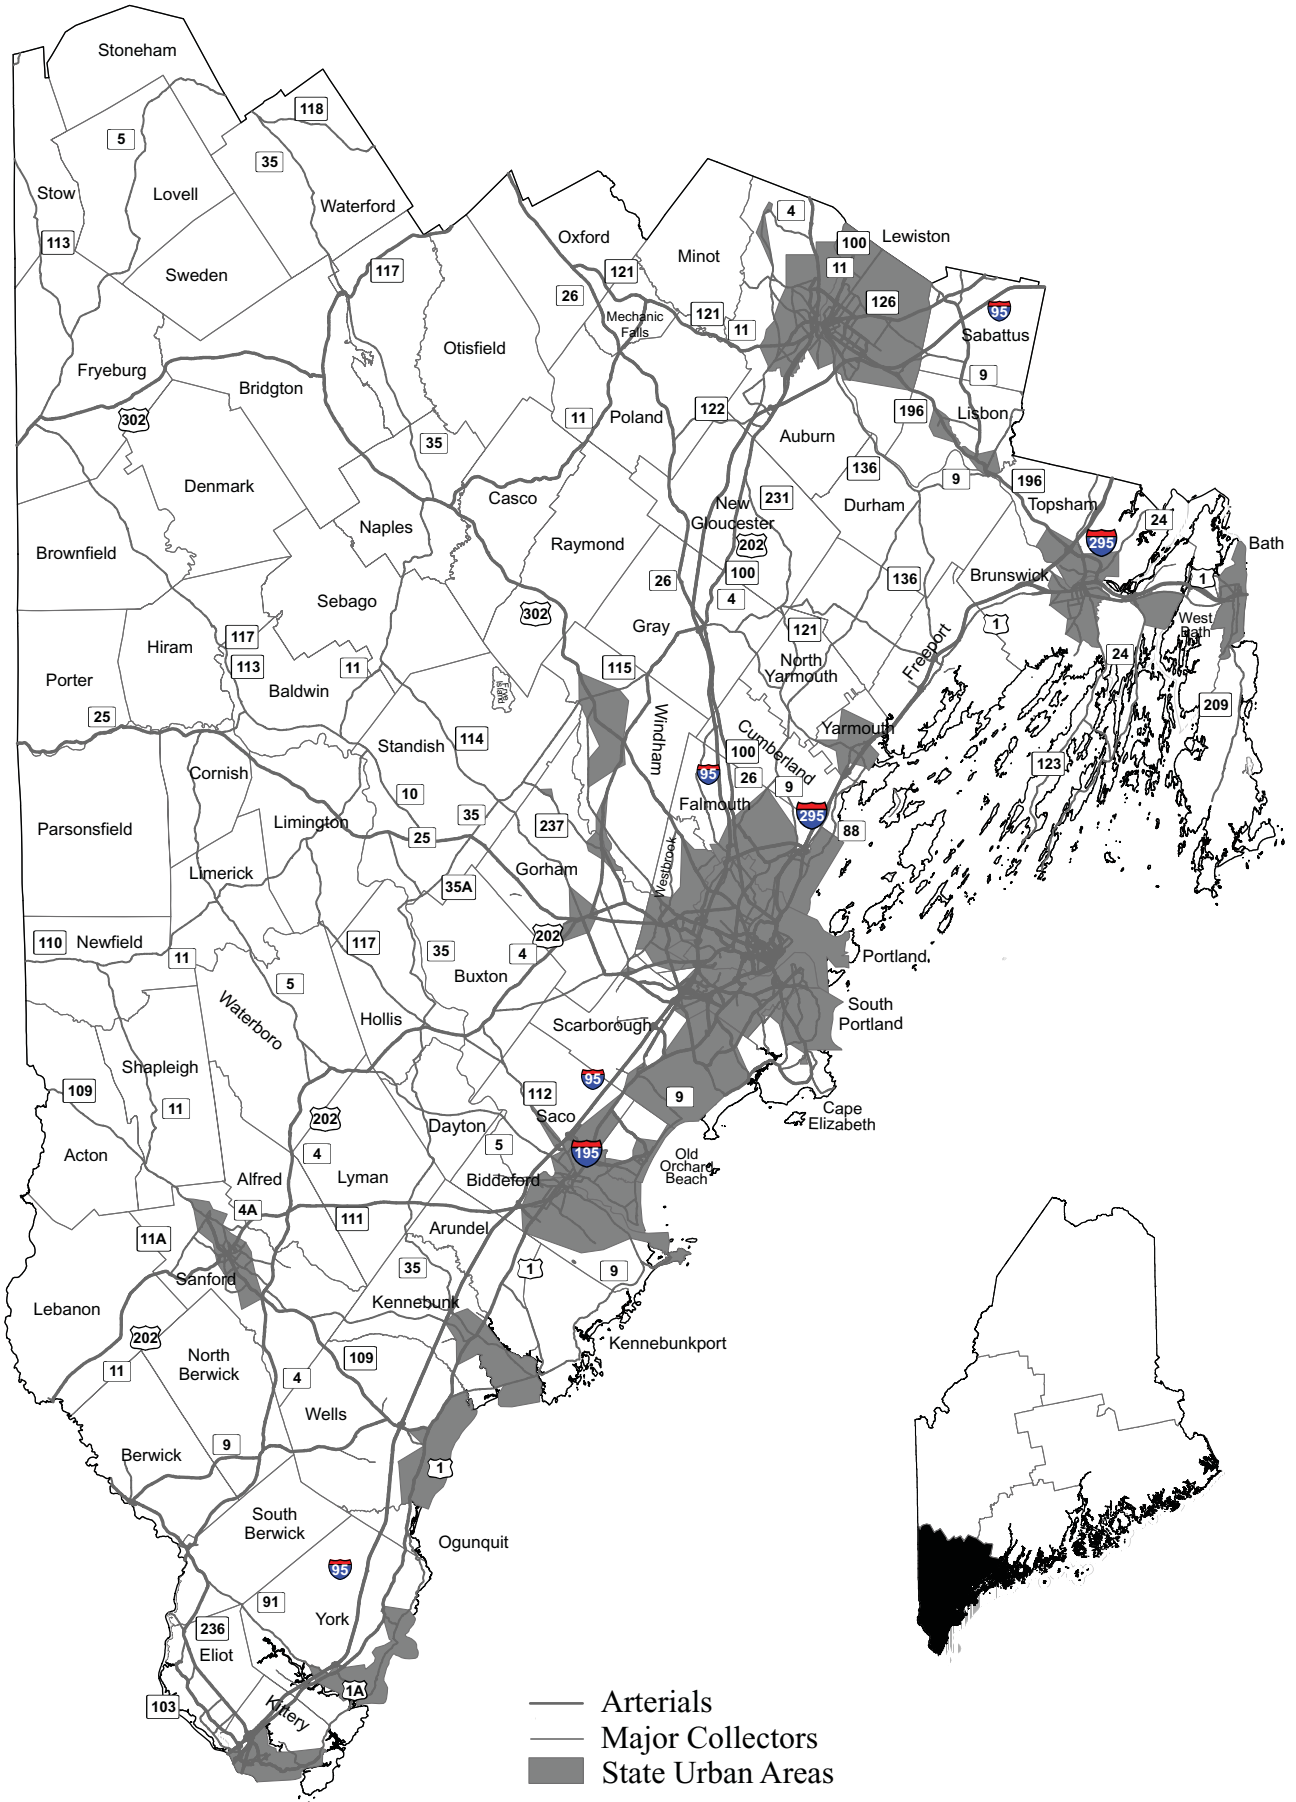 Stoneham
118
5
35
Stow
Lovell
Waterford
4
113
Oxford
100
Lewiston
Minot
Sweden
117
121
11
26
126
Mechanic
Falls
121
11
95
Sabattus
Otisfield
Fryeburg
Bridgton
9
302
11
Poland
122
196
Lisbon
35
Auburn
136
Denmark
Casco
9
196
New
Gloucester
231
Durham
Topsham
Naples
24
Brownfield
Raymond
202
295
Bath
100
26
136
Brunswick
1
4
Sebago
302
1
West
Bath
Gray
121
117
Hiram
113
11
115
North
Yarmouth
Freeport
24
Porter
Baldwin
Frye
Island
209
25
Windham
Yarmouth
Standish
114
Cumberland
100
123
Cornish
95
26
9
10
Falmouth
35
295
Limington
237
88
Parsonsfield
25
Limerick
Gorham
Westbrook
35A
110
Newfield
117
202
11
35
4
Portland
Buxton
5
Waterboro
Hollis
South
Portland
Scarborough
Shapleigh
95
109
112
9
11
Saco
Cape
Elizabeth
202
Dayton
5
4
195
Acton
Old
Orchard
Beach
Alfred
Lyman
Biddeford
4A
111
Arundel
11A
35
1
9
Sanford
Kennebunk
Lebanon
202
Kennebunkport
North
Berwick
109
11
4
Wells
9
Berwick
1
South
Berwick
Ogunquit
95
91
York
236
Eliot
1A
103
Kittery
Arterials
Major Collectors
State Urban Areas